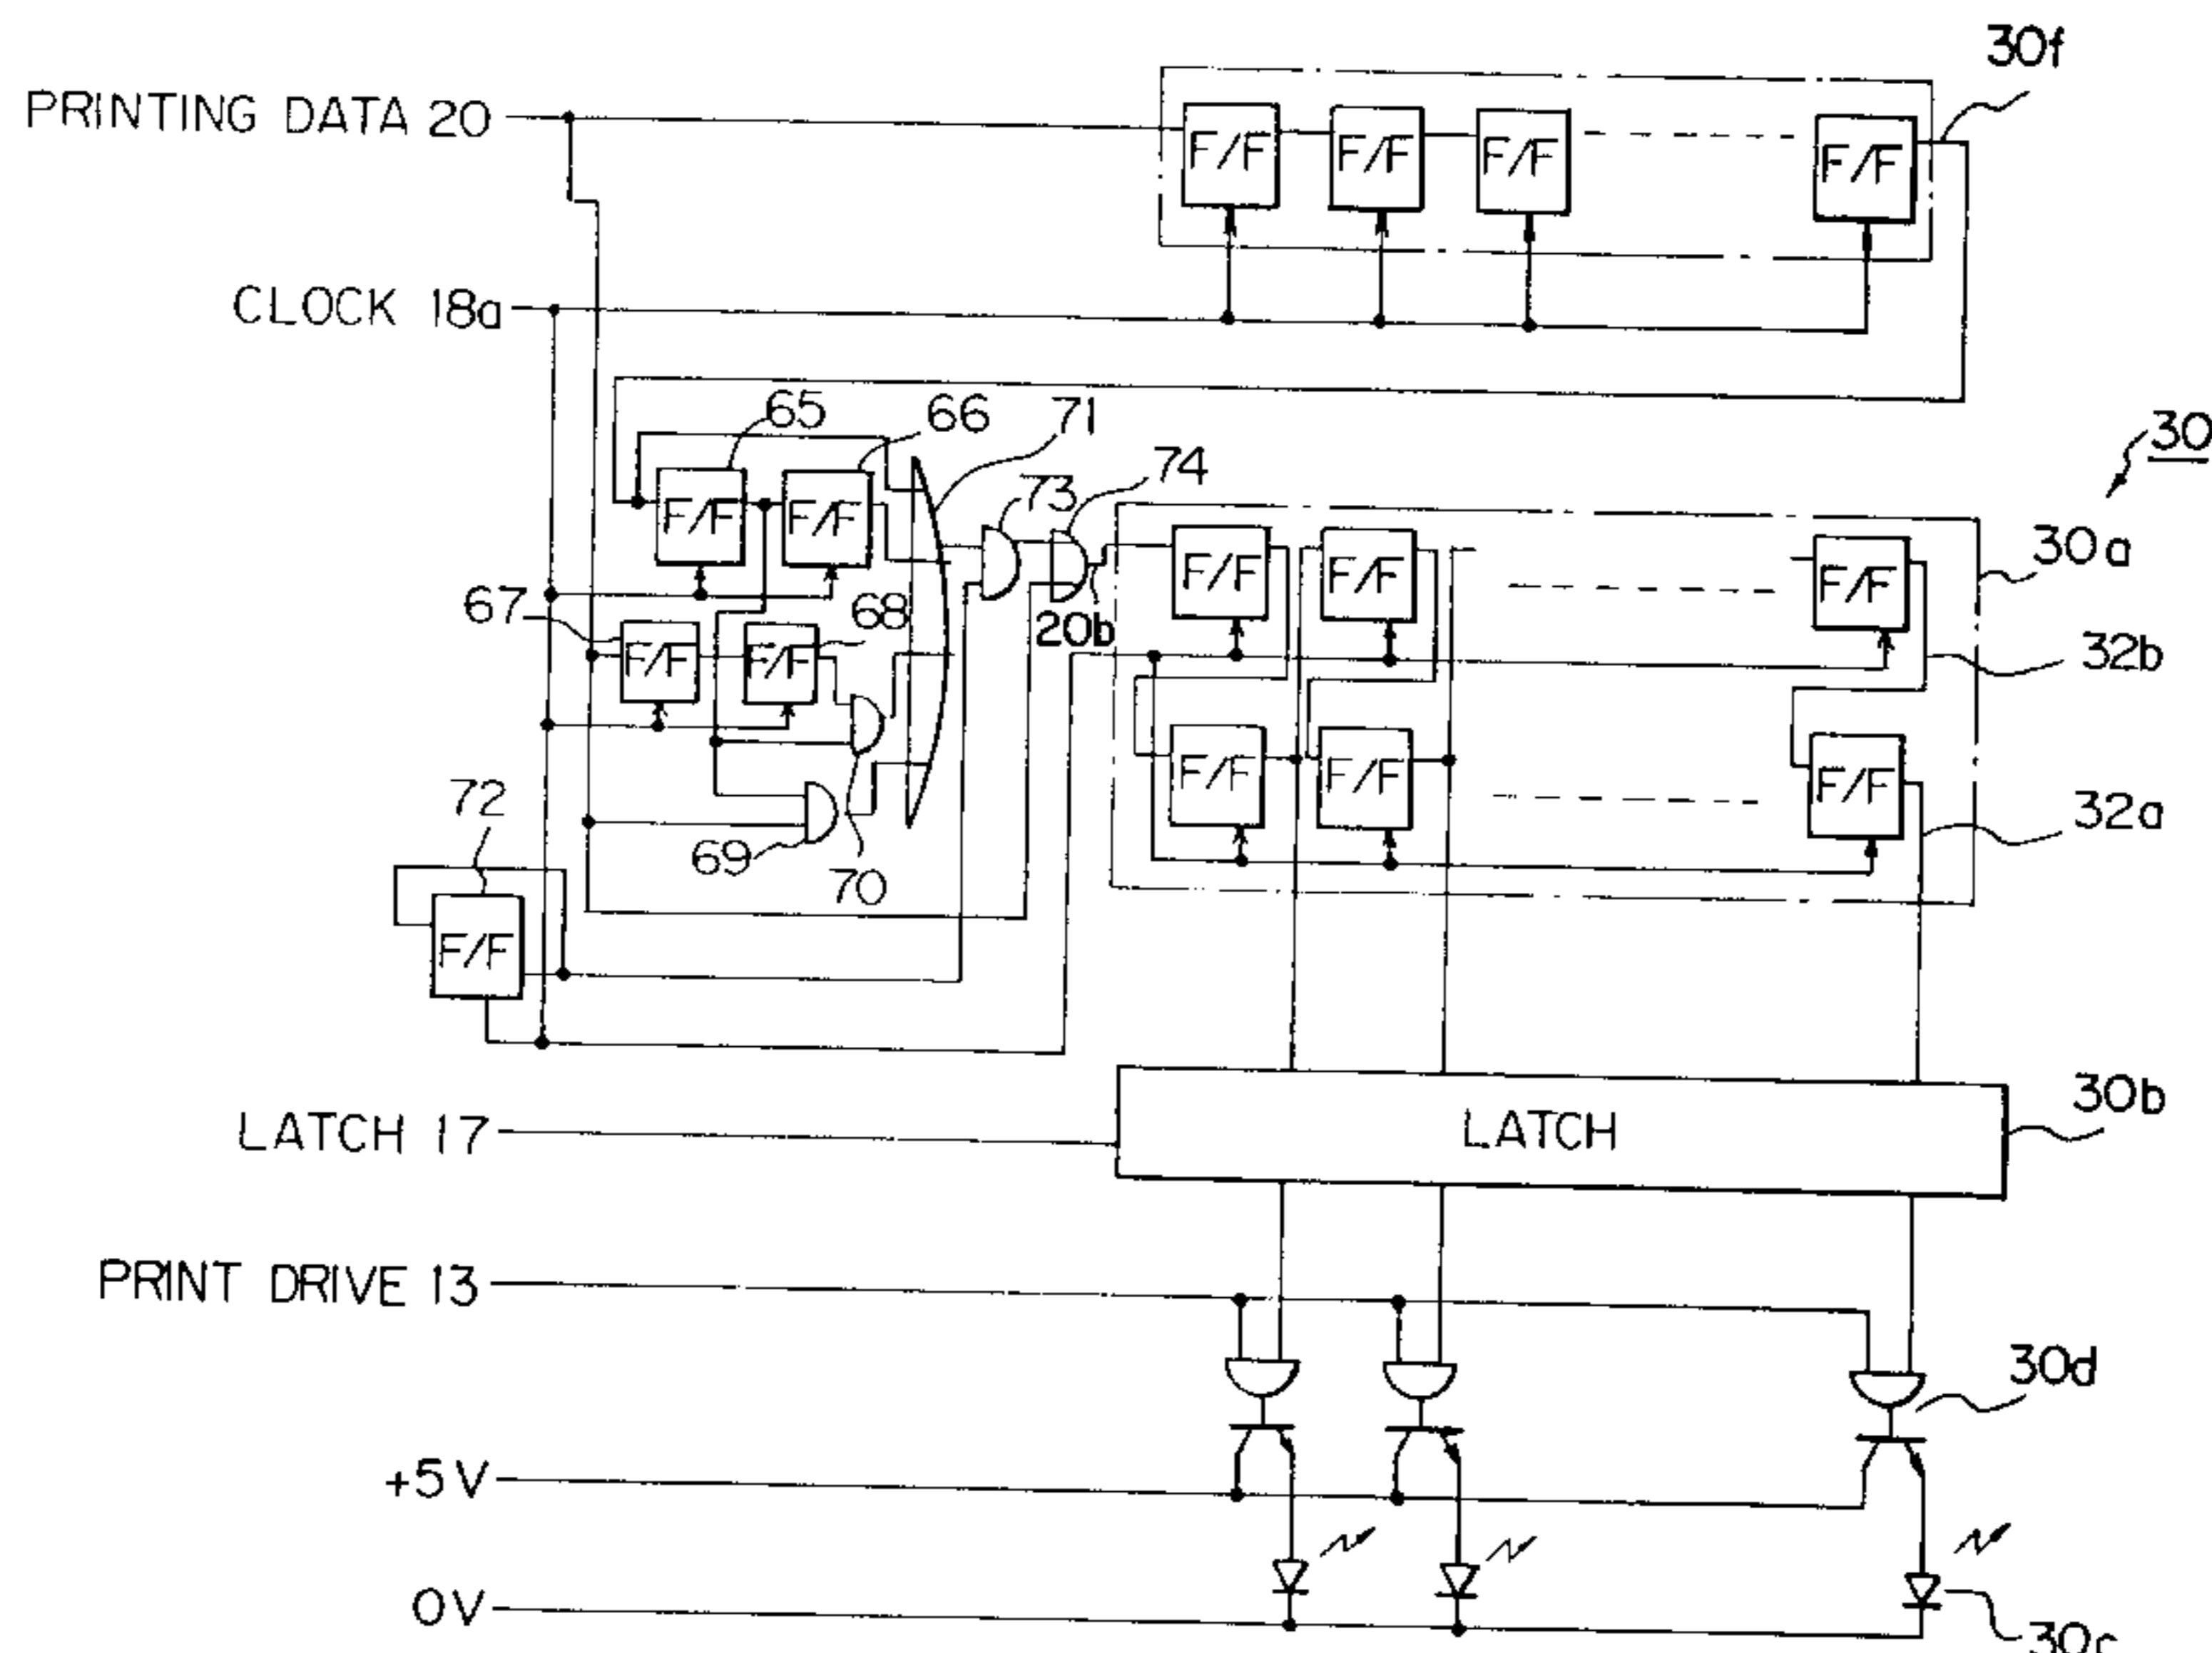 30f
PRINTING DATA 20
F/F F/F F/F F/F
CLOCK 18a
65 66 71
30
73 74
F/F F/F
30a
F/F F/F F/F
67 68
20b
F/F F/F
32b
72
F/F F/F F/F
32a
69 70
F/F
30b
LATCH 17
LATCH
PRINT DRIVE 13
30d
+5V
0V
30c